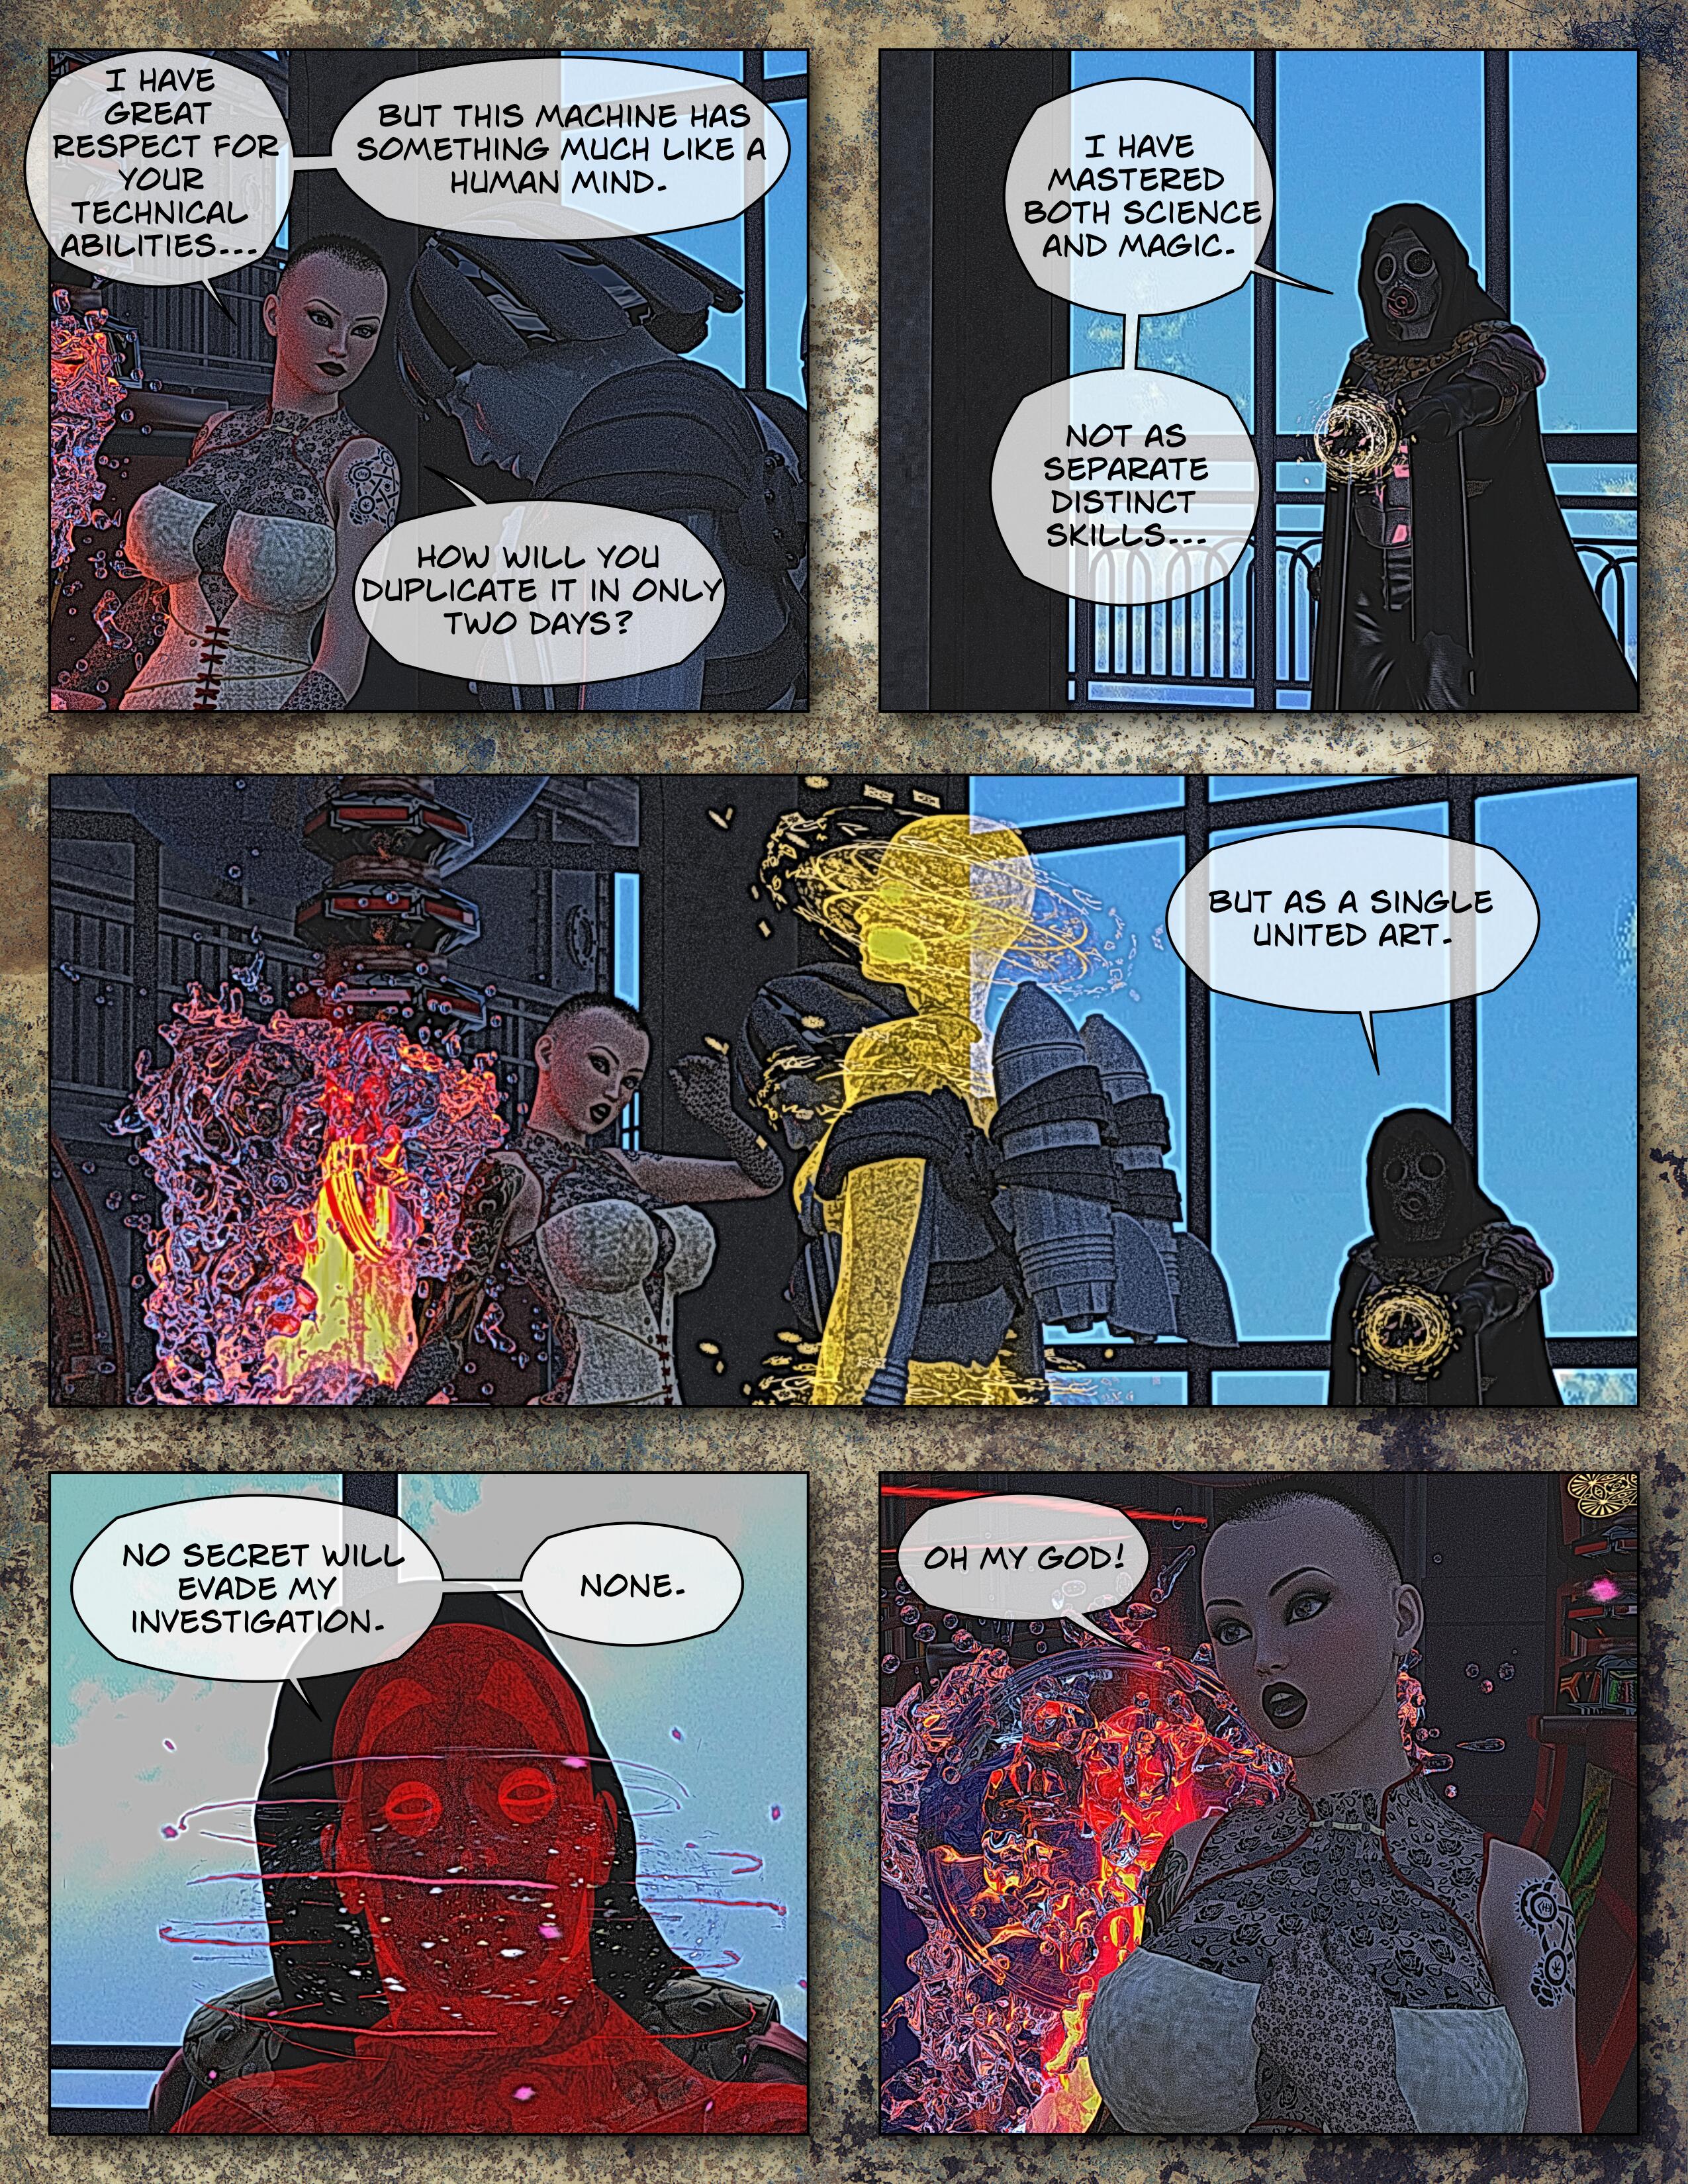 I HAVE
GREAT
RESPECT FOR
YOUR
TECHNICAL
ABILITIES...
BUT THIS MACHINE HAS
SOMETHING MUCH LIKE A
HUMAN MIND.
HOW WILL YOU
DUPLICATE IT IN ONLY
TWO DAYS?
I HAVE
MASTERED
BOTH SCIENCE
AND MAGIC.
NOT AS
SEPARATE
DISTINCT
SKILLS...
BUT AS A SINGLE
UNITED ART.
NO SECRET WILL
EVADE MY
INVESTIGATION.
NONE.
OH MY GOD!